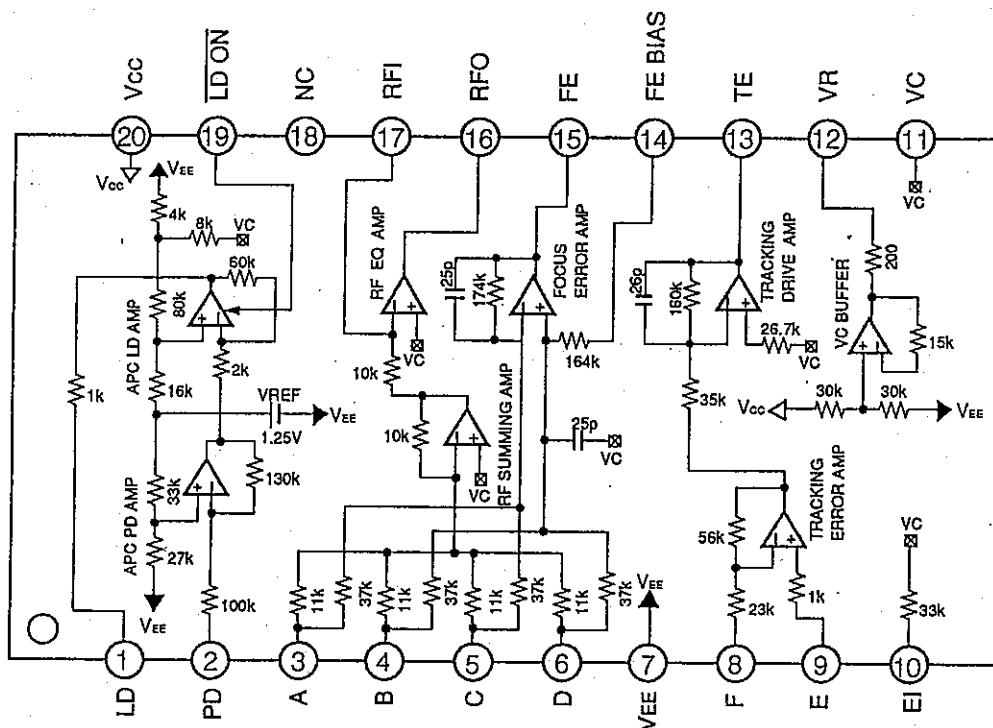 VCC
LD ON
NC
RFI
RFO
FE
FE BIAS
TE
VR
VC
20
19
18
17
16
15
14
13
12
11
VCC
VEE
4k
8k
VC
60k
80k
APC LD AMP
2k
16k
1k
VREF
1.25V
VEE
33k
130k
APC PD AMP
27k
VEE
100k
RF EQ AMP
VC
10k
10k
RF SUMMING AMP
VC
25p
174k
FOCUS
ERROR AMP
164k
25p
VC
11k
37k
11k
37k
11k
37k
11k
37k
VEE
26p
160k
TRACKING
DRIVE AMP
26.7k
VC
35k
56k
TRACKING
ERROR AMP
23k
1k
200
VC BUFFER
15k
VCC
30k
30k
VEE
VC
VC
33k
1
2
3
4
5
6
7
8
9
10
LD
PD
A
B
C
D
VEE
F
E
EI